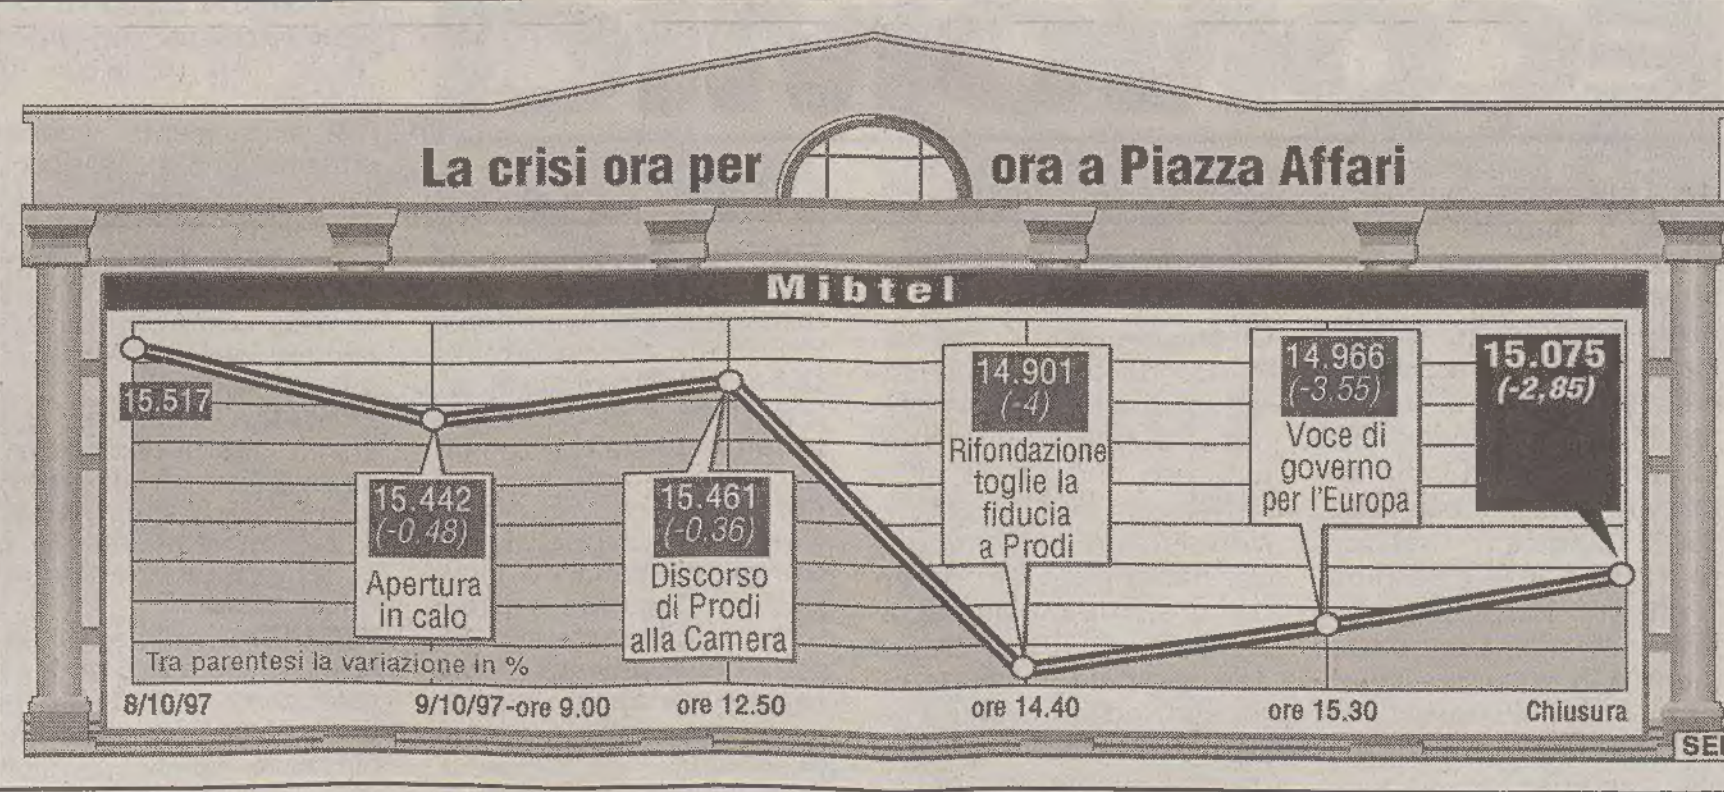 La crisi ora per ora a Piazza Affari
Mibtel
15.517
15.442
(-0.48)
Apertura
in calo
15.461
(-0.36)
Discorso
di Prodi
alla Camera
14.901
(-4)
Rifondazione
toglie la
fiducia
a Prodi
14.966
(-3.55)
Voce di
governo
per l'Europa
15.075
(-2,85)
Tra parentesi la variazione in %
8/10/97
9/10/97-ore 9.00
ore 12.50
ore 14.40
ore 15.30
Chiusura